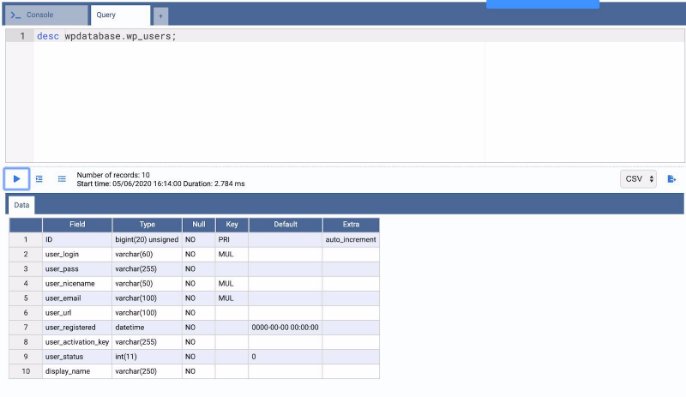 >_ Console Query +
1 desc wpdatabase.wp_users;
Number of records: 10
Start time: 05/06/2020 16:14:00 Duration: 2.784 ms
CSV
Data
Field Type Null Key Default Extra
1 ID bigint(20) unsigned NO PRI auto_increment
2 user_login varchar(60) NO MUL
3 user_pass varchar(255) NO
4 user_nicename varchar(50) NO MUL
5 user_email varchar(100) NO MUL
6 user_url varchar(100) NO
7 user_registered datetime NO 0000-00-00 00:00:00
8 user_activation_key varchar(255) NO
9 user_status int(11) NO 0
10 display_name varchar(250) NO